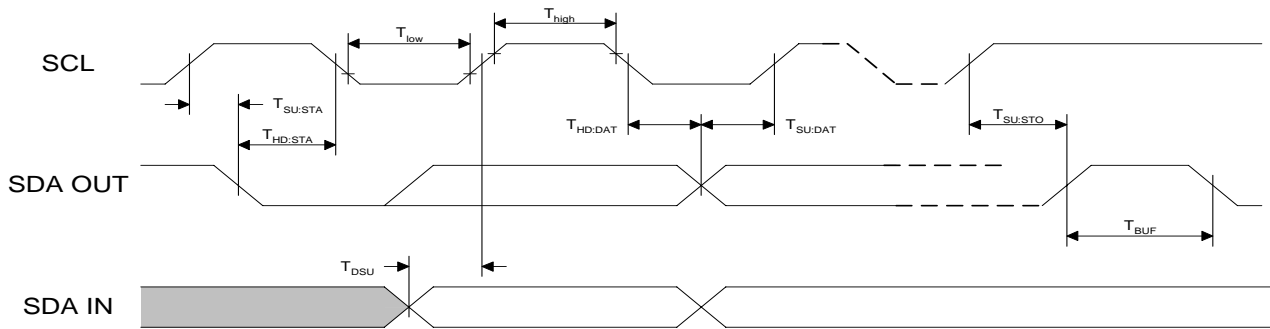 T_high
T_low
SCL
T_SU:STA
T_HD:STA
T_HD:DAT
T_SU:DAT
T_SU:STO
SDA OUT
T_BUF
T_DSU
SDA IN